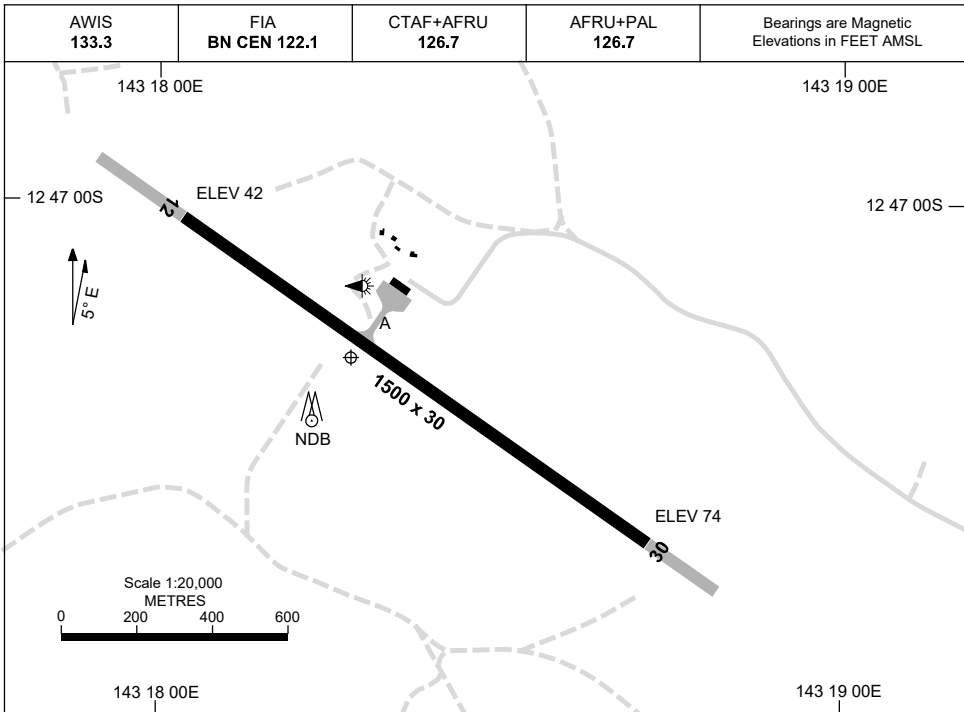 AWIS
133.3
FIA
BN CEN 122.1
CTAF+AFRU
126.7
AFRU+PAL
126.7
Bearings are Magnetic
Elevations in FEET AMSL
143 18 00E
143 19 00E
12 47 00S
ELEV 42
12 47 00S
12
5° E
A
1500 x 30
NDB
ELEV 74
30
Scale 1:20,000
METRES
0 200 400 600
143 18 00E
143 19 00E